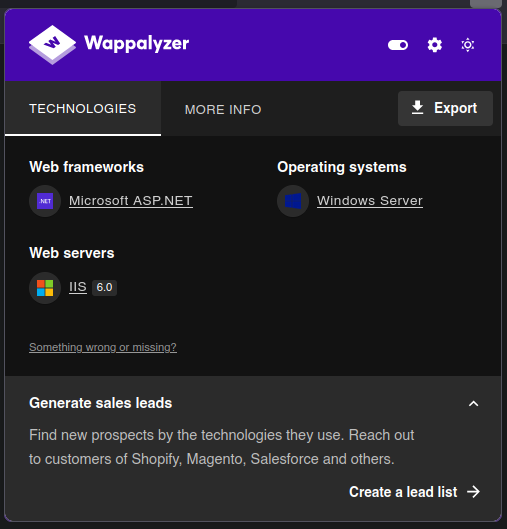 Wappalyzer
TECHNOLOGIES
MORE INFO
Export
Web frameworks
.NET
Microsoft ASP.NET
Operating systems
Windows Server
Web servers
IIS 6.0
Something wrong or missing?
Generate sales leads
Find new prospects by the technologies they use. Reach out
to customers of Shopify, Magento, Salesforce and others.
Create a lead list